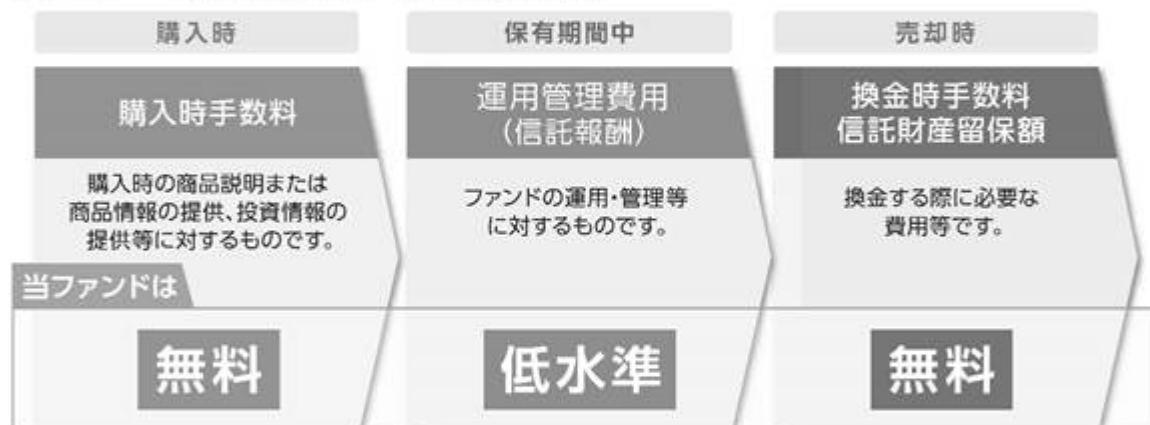 購入時
保有期間中
売却時
購入時手数料
運用管理費用
(信託報酬)
換金時手数料
信託財産留保額
購入時の商品説明または
商品情報の提供、投資情報の
提供等に対するものです。
ファンドの運用・管理等
に対するものです。
換金する際に必要な
費用等です。
当ファンドは
無料
低水準
無料